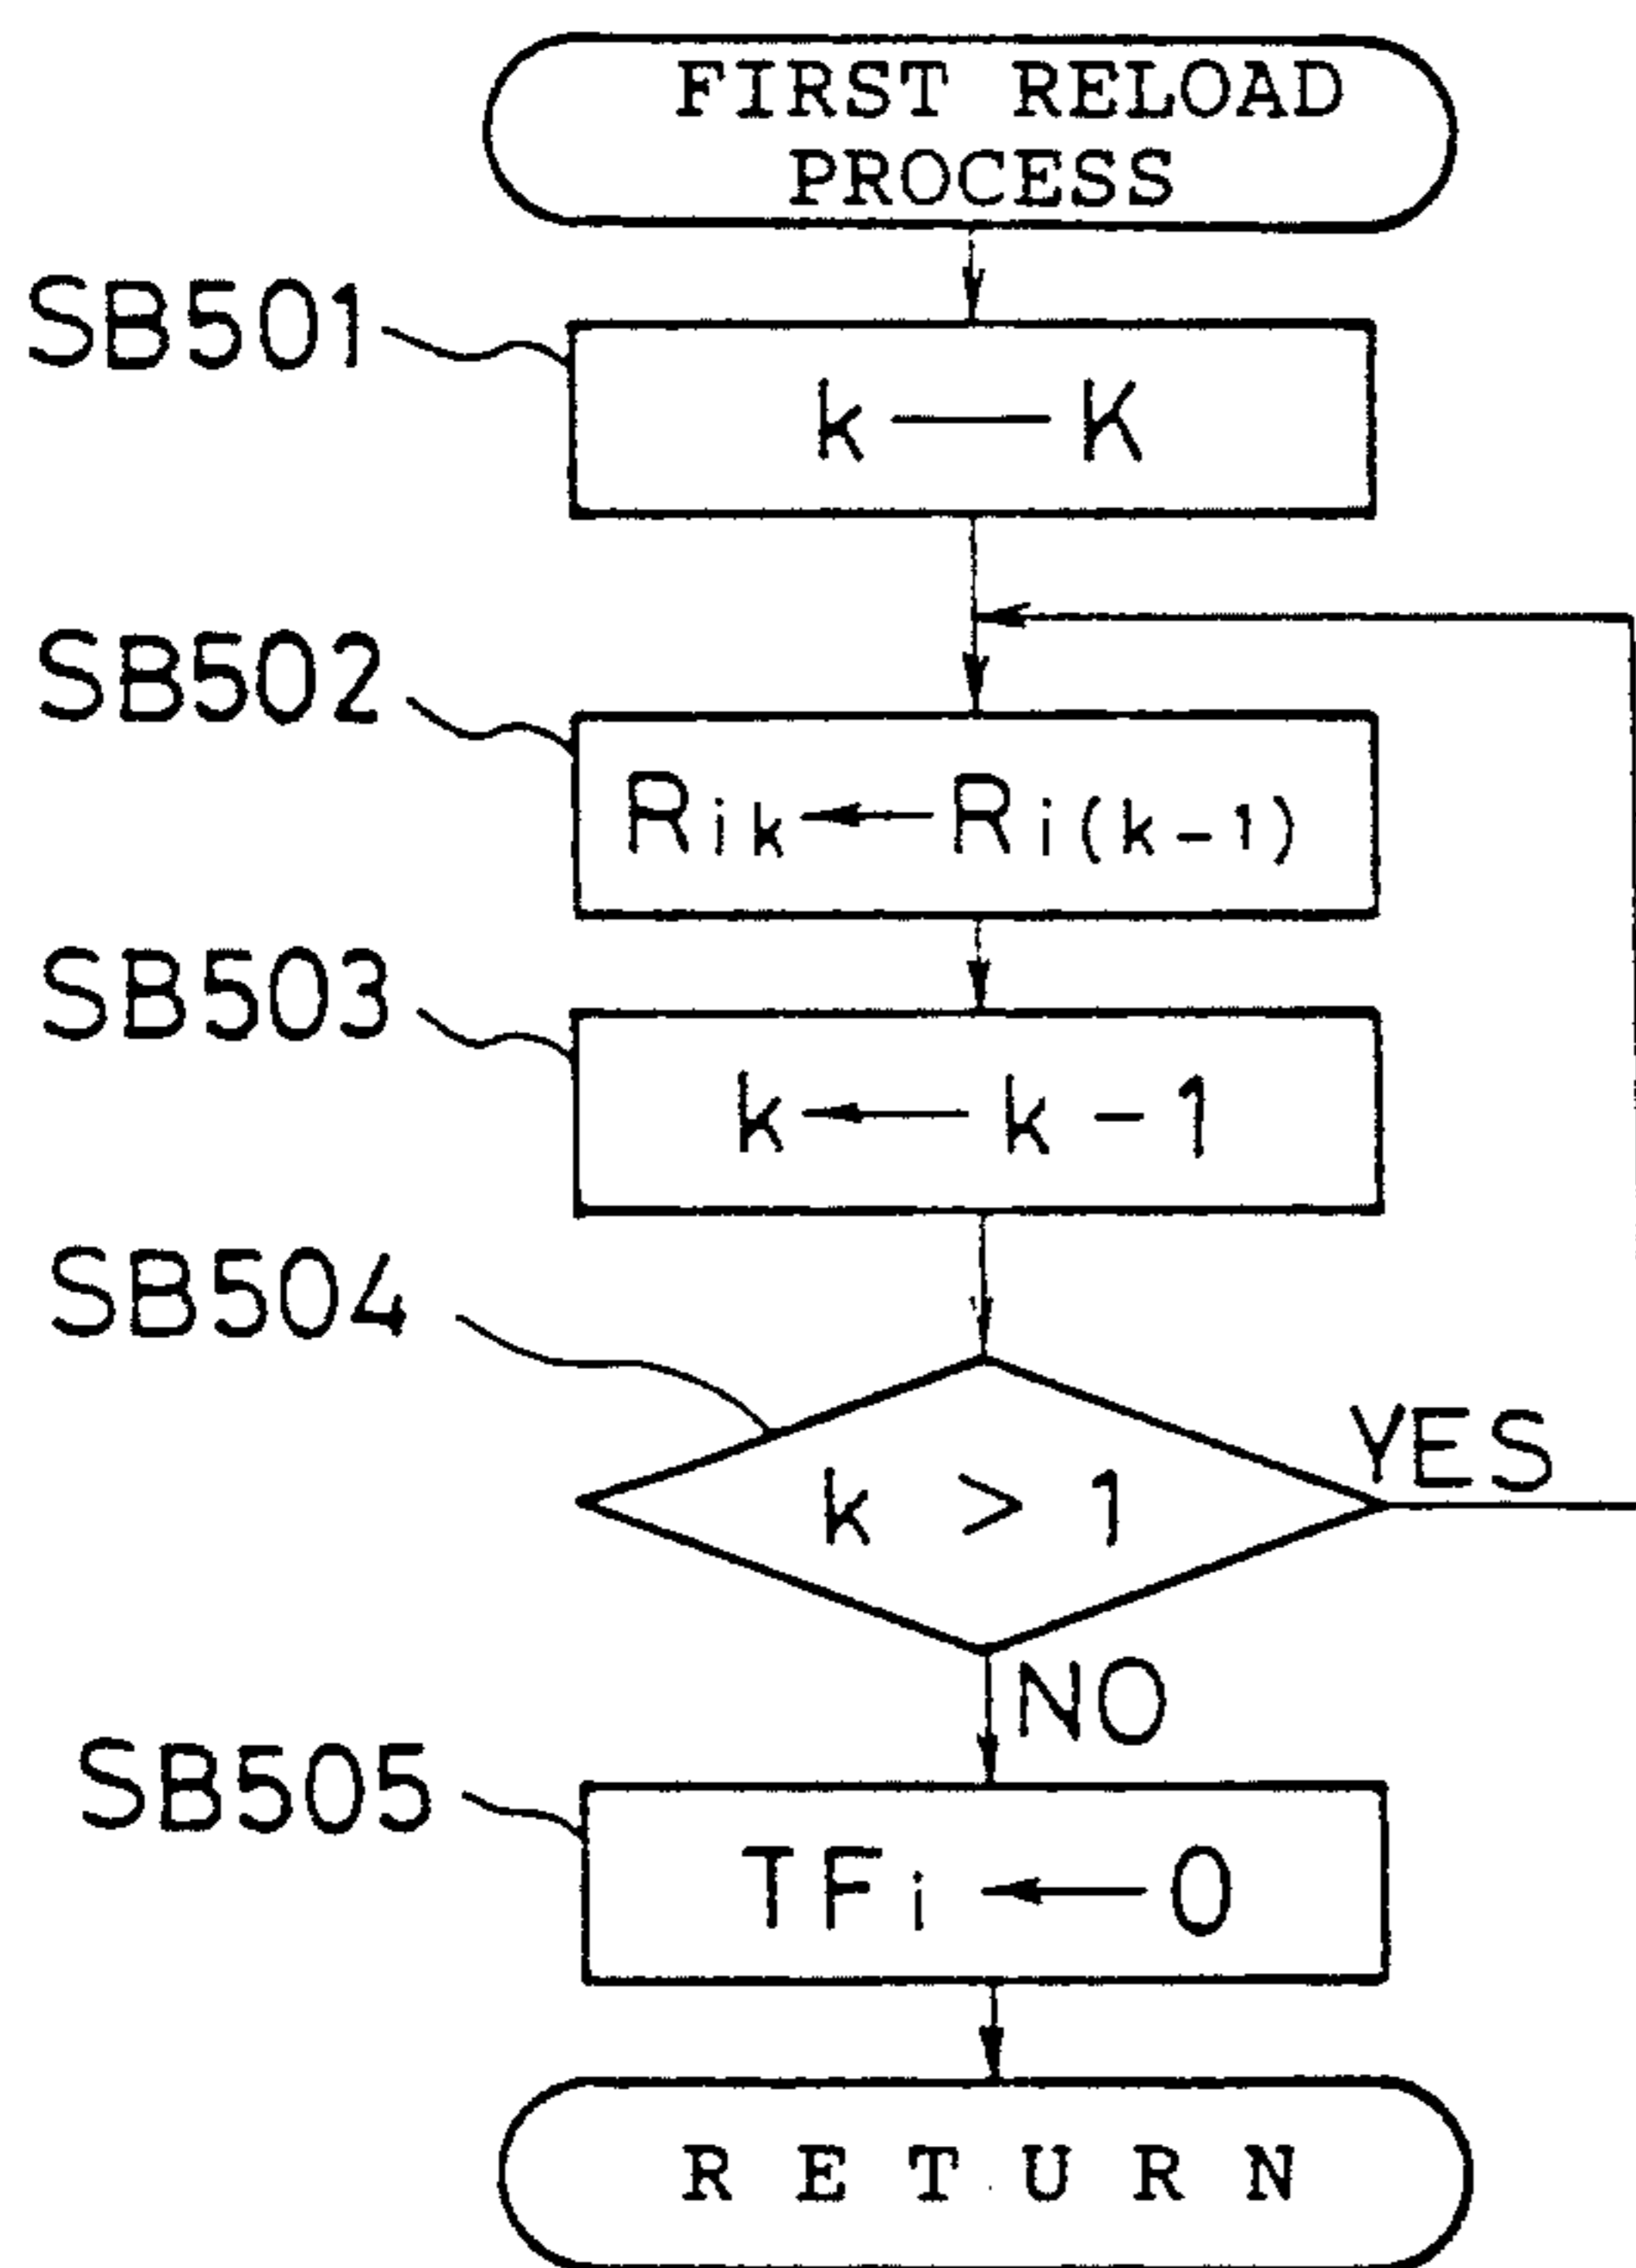 FIRST RELOAD
PROCESS
SB501
k — K
SB502
Rik ← Ri(k-1)
SB503
k ← k - 1
SB504
k > 1
YES
NO
SB505
TFi ← 0
RETURN